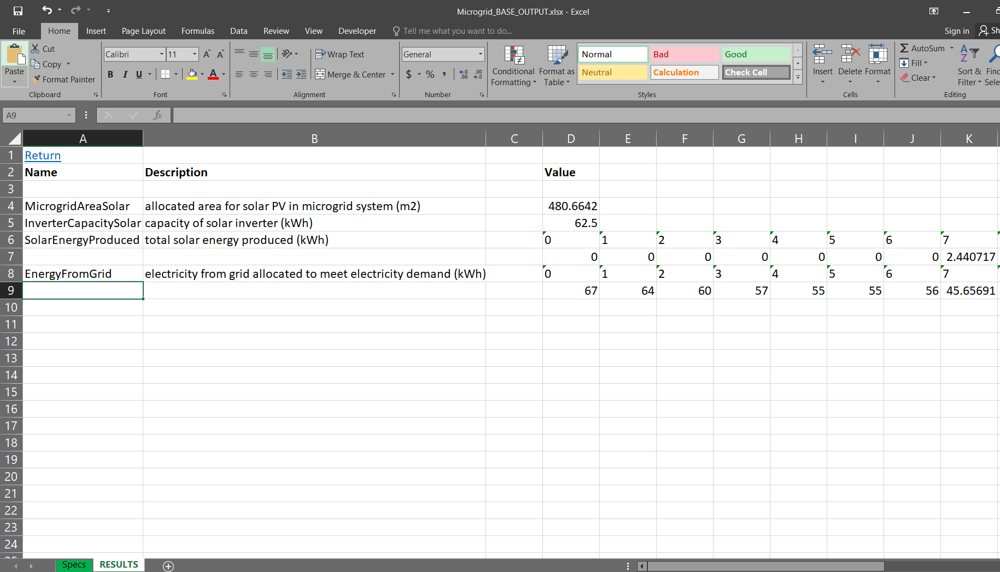 Microgrid_BASE_OUTPUT.xlsx - Excel
File Home Insert Page Layout Formulas Data Review View Developer Tell me what you want to do... Sign in Sh
Paste Cut Copy Format Painter Clipboard
Calibri 11 B I U A A A Font
Wrap Text Merge & Center Alignment
General $ % , .00 .0 Number
Conditional Formatting Format as Table
Normal Bad Good
Neutral Calculation Check Cell
Styles
Insert Delete Format Cells
AutoSum Fill Clear Sort & Filter Editing
A9 fx
A B C D E F G H I J K
1 Return
2 Name Description Value
3
4 MicrogridAreaSolar allocated area for solar PV in microgrid system (m2) 480.6642
5 InverterCapacitySolar capacity of solar inverter (kWh) 62.5
6 SolarEnergyProduced total solar energy produced (kWh) 0 1 2 3 4 5 6 7
7 0 0 0 0 0 0 0 2.440717
8 EnergyFromGrid electricity from grid allocated to meet electricity demand (kWh) 0 1 2 3 4 5 6 7
9 67 64 60 57 55 55 56 45.65691
10
11
12
13
14
15
16
17
18
19
20
21
22
23
24
Specs RESULTS